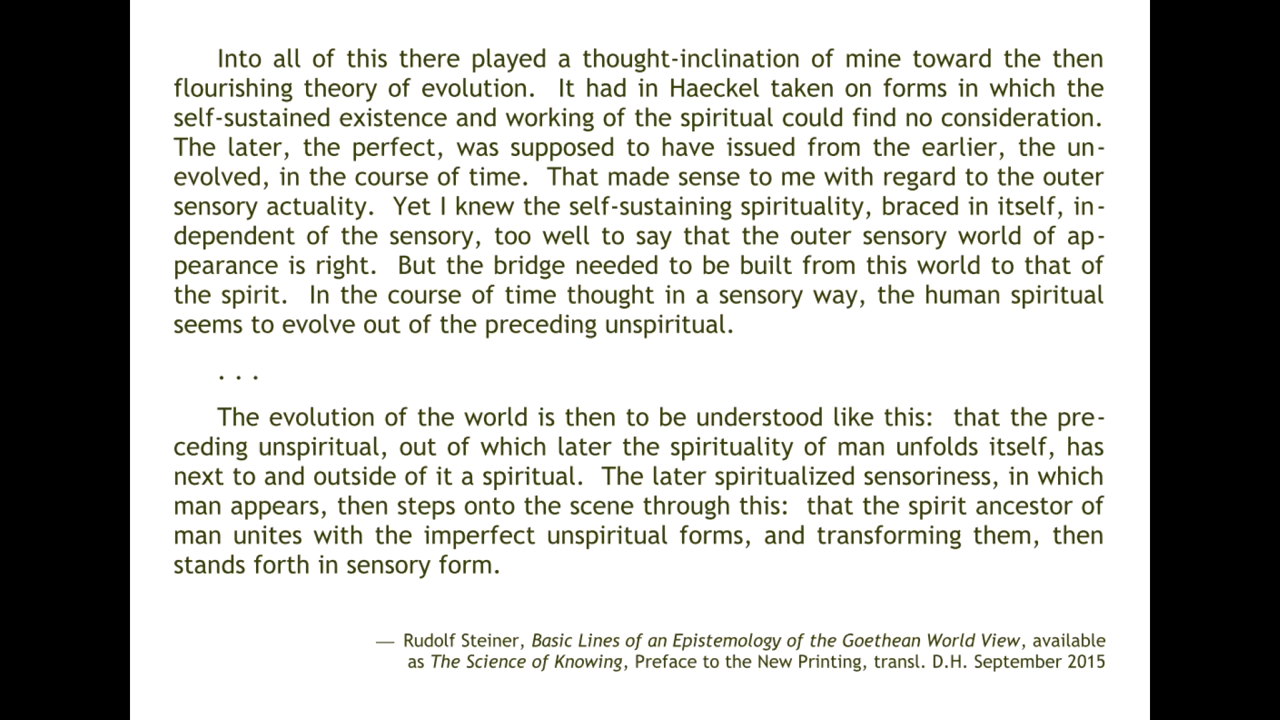 Into all of this there played a thought-inclination of mine toward the then
flourishing theory of evolution.  It had in Haeckel taken on forms in which the
self-sustained existence and working of the spiritual could find no consideration.
The later, the perfect, was supposed to have issued from the earlier, the un-
evolved, in the course of time.  That made sense to me with regard to the outer
sensory actuality.  Yet I knew the self-sustaining spirituality, braced in itself, in-
dependent of the sensory, too well to say that the outer sensory world of ap-
pearance is right.  But the bridge needed to be built from this world to that of
the spirit.  In the course of time thought in a sensory way, the human spiritual
seems to evolve out of the preceding unspiritual.
. . .
The evolution of the world is then to be understood like this:  that the pre-
ceding unspiritual, out of which later the spirituality of man unfolds itself, has
next to and outside of it a spiritual.  The later spiritualized sensoriness, in which
man appears, then steps onto the scene through this:  that the spirit ancestor of
man unites with the imperfect unspiritual forms, and transforming them, then
stands forth in sensory form.
— Rudolf Steiner, Basic Lines of an Epistemology of the Goethean World View, available
as The Science of Knowing, Preface to the New Printing, transl. D.H. September 2015